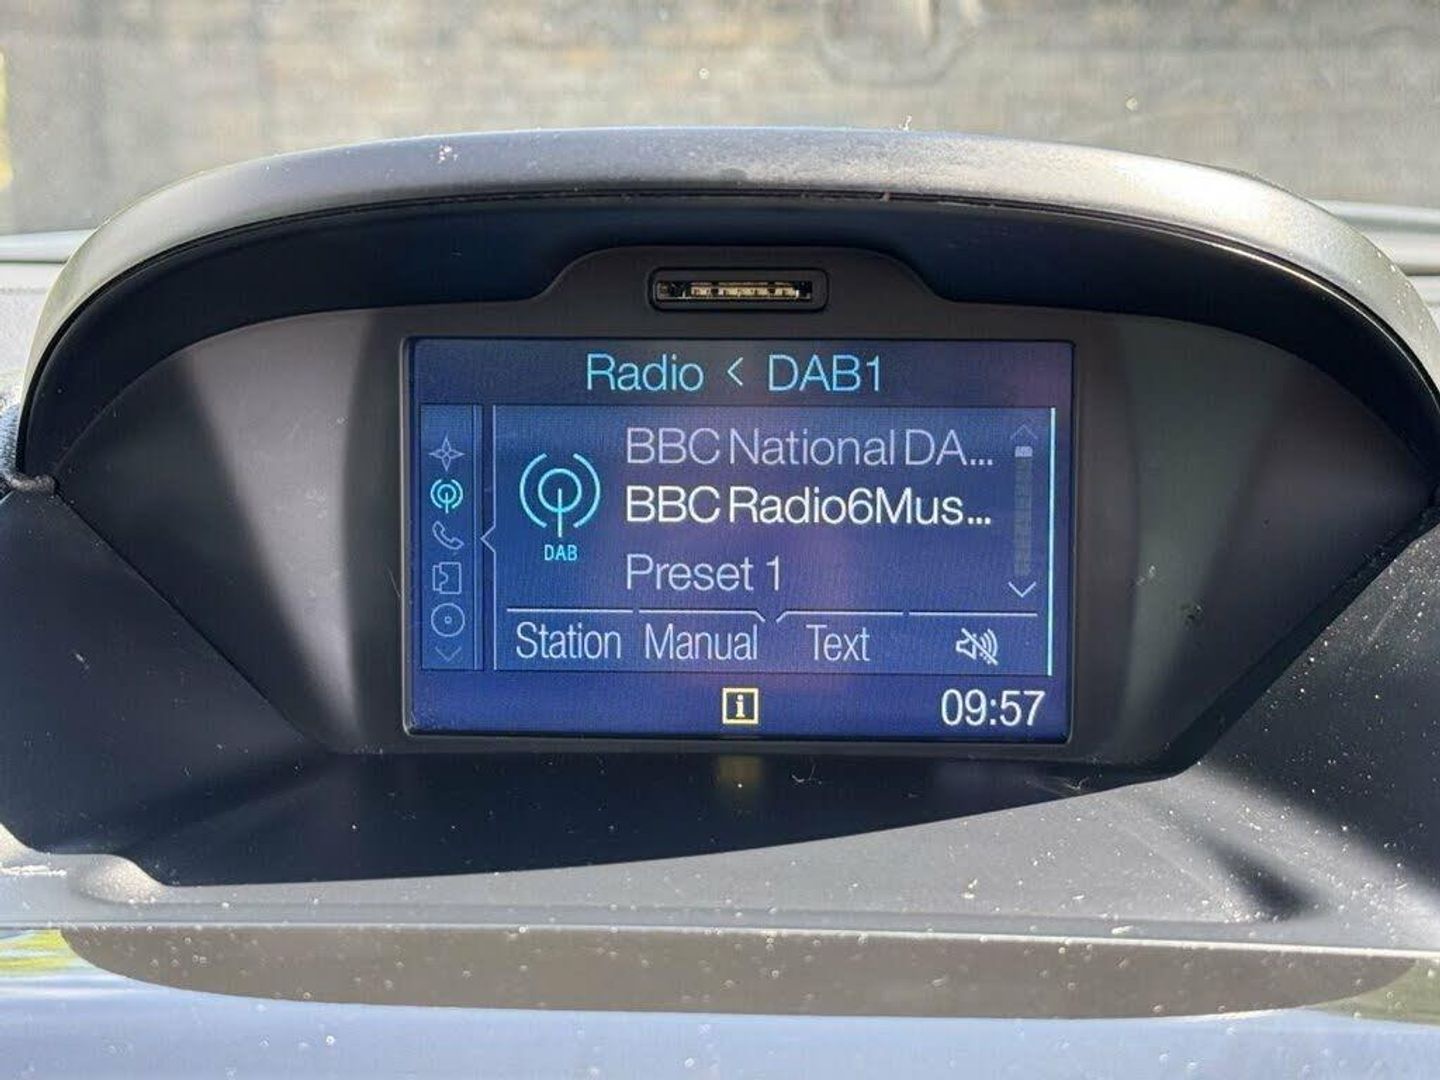 Radio < DAB1
BBC National DA...
BBC Radio6Mus...
DAB
Preset 1
Station Manual Text
i 09:57